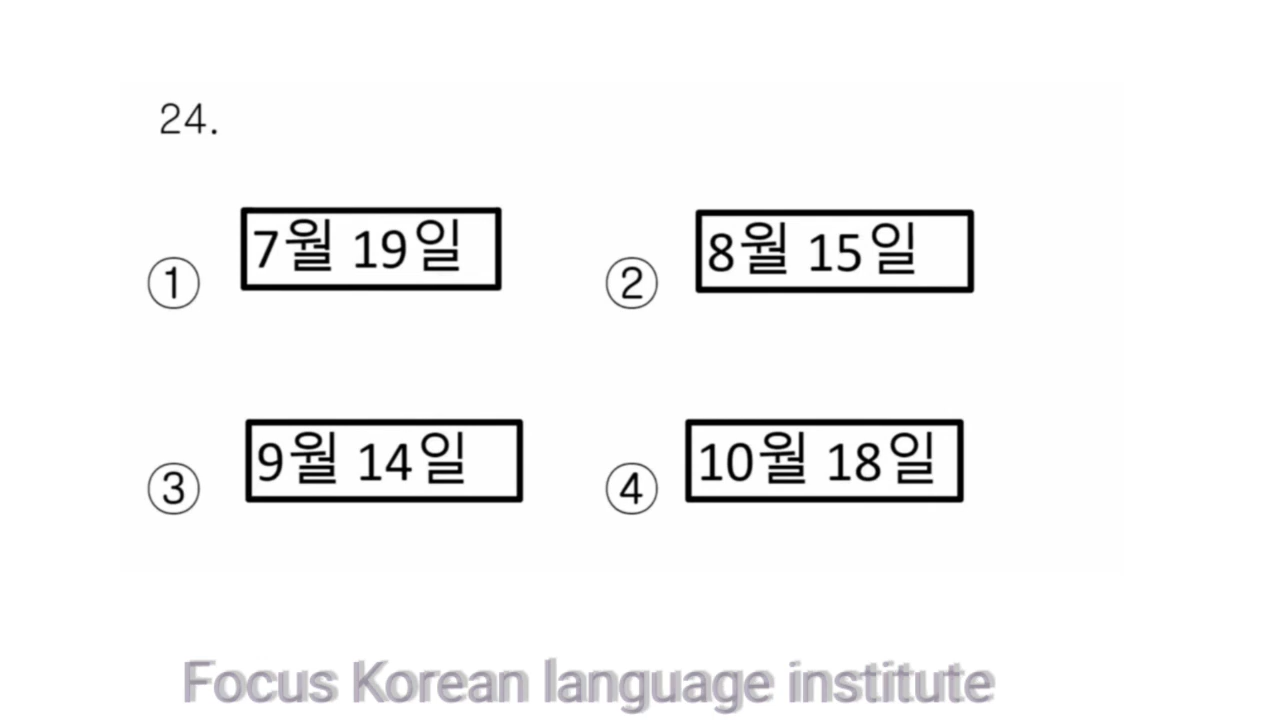 24.
① 7월 19일
② 8월 15일
③ 9월 14일
④ 10월 18일
Focus Korean language institute